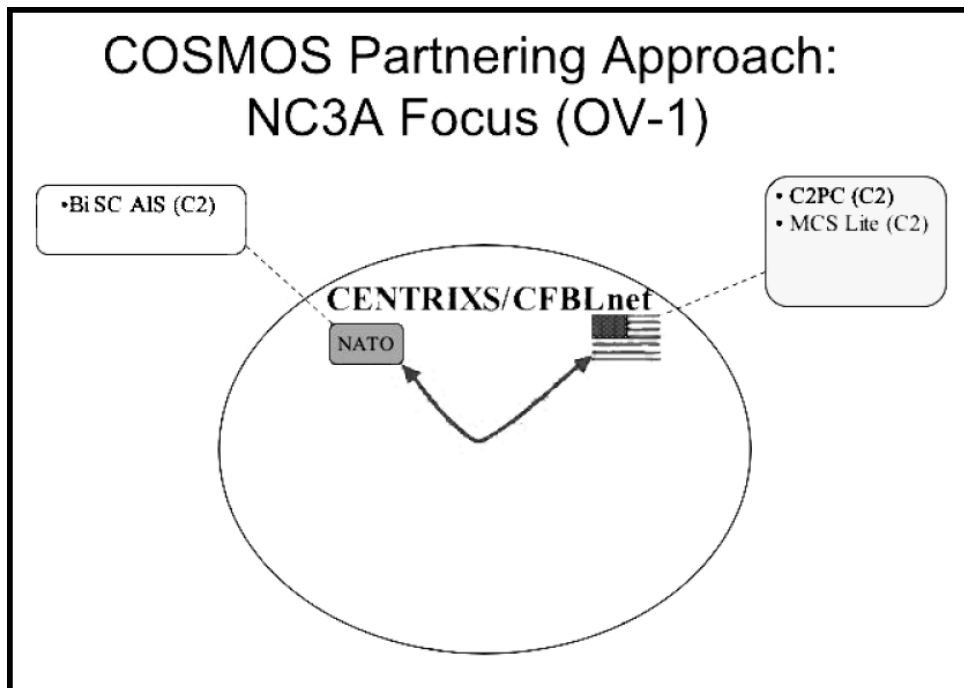 COSMOS Partnering Approach:
NC3A Focus (OV-1)
•Bi SC AIS (C2)
• C2PC (C2)
• MCS Lite (C2)
CENTRIXS/CFBLnet
NATO